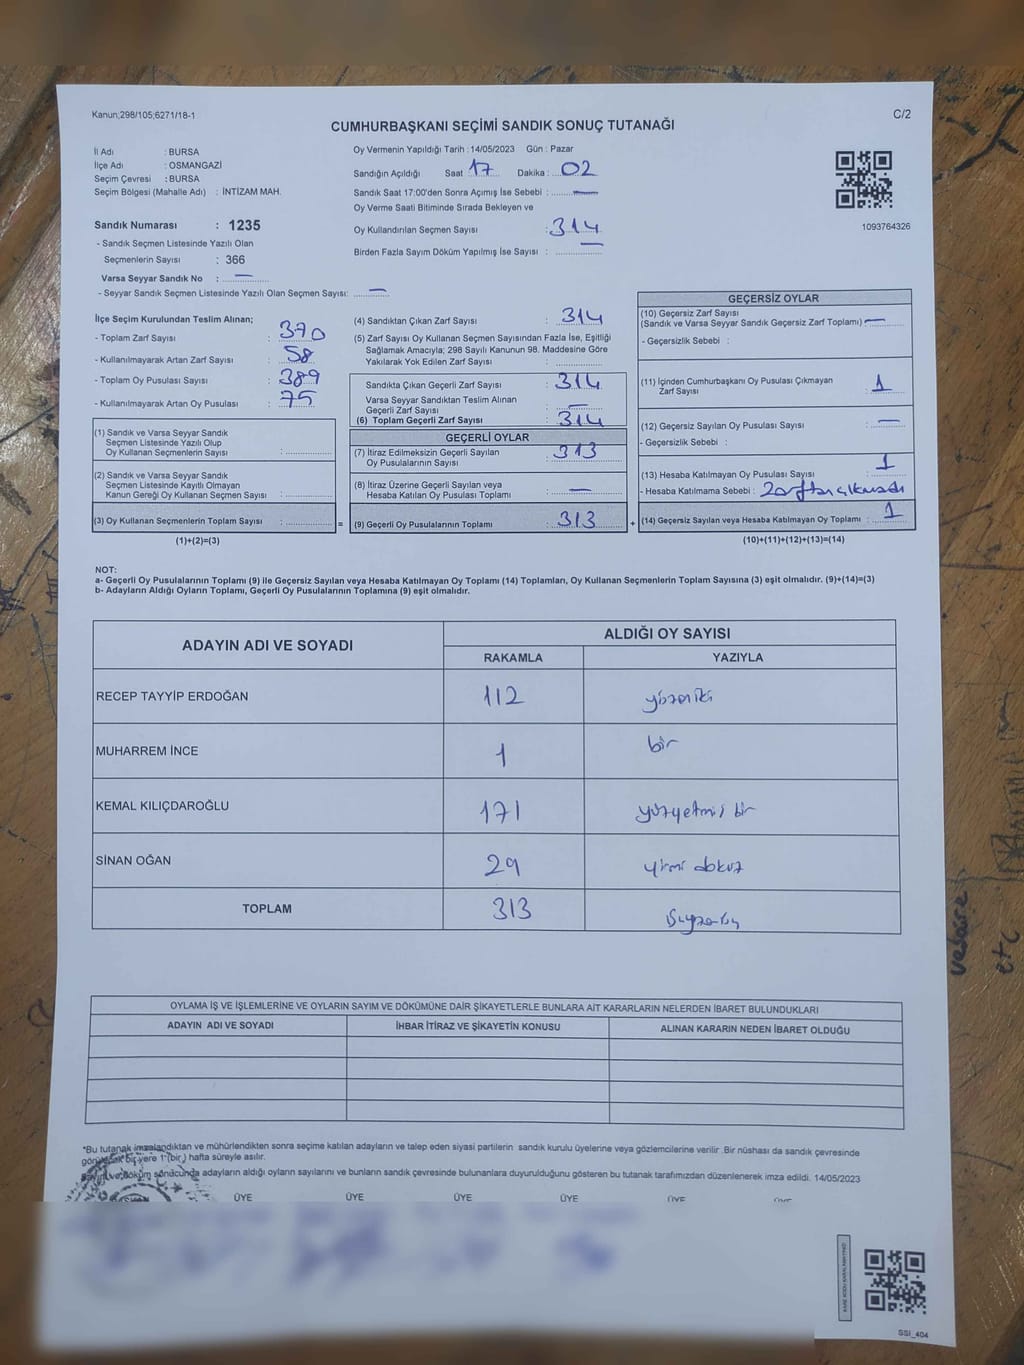 Kanun;298/105;6271/18-1
C/2
CUMHURBAŞKANI SEÇİMİ SANDIK SONUÇ TUTANAĞI
İl Adı : BURSA
İlçe Adı : OSMANGAZİ
Seçim Çevresi : BURSA
Seçim Bölgesi (Mahalle Adı) : İNTİZAM MAH.
Sandık Numarası : 1235
- Sandık Seçmen Listesinde Yazılı Olan
Seçmenlerin Sayısı : 366
Varsa Seyyar Sandık No : —
- Seyyar Sandık Seçmen Listesinde Yazılı Olan Seçmen Sayısı: —
Oy Vermenin Yapıldığı Tarih : 14/05/2023 Gün : Pazar
Sandığın Açıldığı Saat 17 Dakika : 02
Sandık Saat 17:00'den Sonra Açımış İse Sebebi : —
Oy Verme Saati Bitiminde Sırada Bekleyen ve
Oy Kullandırılan Seçmen Sayısı : 314
Birden Fazla Sayım Döküm Yapılmış İse Sayısı : —
1093764326
İlçe Seçim Kurulundan Teslim Alınan;
- Toplam Zarf Sayısı : 370
- Kullanılmayarak Artan Zarf Sayısı : 58
- Toplam Oy Pusulası Sayısı : 389
- Kullanılmayarak Artan Oy Pusulası : 75
(1) Sandık ve Varsa Seyyar Sandık
Seçmen Listesinde Yazılı Olup
Oy Kullanan Seçmenlerin Sayısı :
(2) Sandık ve Varsa Seyyar Sandık
Seçmen Listesinde Kayıtlı Olmayan
Kanun Gereği Oy Kullanan Seçmen Sayısı :
(3) Oy Kullanan Seçmenlerin Toplam Sayısı :
(1)+(2)=(3)
(4) Sandıktan Çıkan Zarf Sayısı : 314
(5) Zarf Sayısı Oy Kullanan Seçmen Sayısından Fazla İse, Eşitliği
Sağlamak Amacıyla; 298 Sayılı Kanunun 98. Maddesine Göre
Yakılarak Yok Edilen Zarf Sayısı :
Sandıkta Çıkan Geçerli Zarf Sayısı : 314
Varsa Seyyar Sandıktan Teslim Alınan
Geçerli Zarf Sayısı : —
(6) Toplam Geçerli Zarf Sayısı : 314
GEÇERLİ OYLAR
(7) İtiraz Edilmeksizin Geçerli Sayılan
Oy Pusulalarının Sayısı : 313
(8) İtiraz Üzerine Geçerli Sayılan veya
Hesaba Katılan Oy Pusulası Toplamı : —
= (9) Geçerli Oy Pusulalarının Toplamı : 313
GEÇERSİZ OYLAR
(10) Geçersiz Zarf Sayısı
(Sandık ve Varsa Seyyar Sandık Geçersiz Zarf Toplamı) : —
- Geçersizlik Sebebi :
(11) İçinden Cumhurbaşkanı Oy Pusulası Çıkmayan
Zarf Sayısı : 1
(12) Geçersiz Sayılan Oy Pusulası Sayısı : —
- Geçersizlik Sebebi :
(13) Hesaba Katılmayan Oy Pusulası Sayısı : 1
- Hesaba Katılmama Sebebi : Zarftan çıkmadı
+ (14) Geçersiz Sayılan veya Hesaba Katılmayan Oy Toplamı : 1
(10)+(11)+(12)+(13)=(14)
NOT:
a- Geçerli Oy Pusulalarının Toplamı (9) ile Geçersiz Sayılan veya Hesaba Katılmayan Oy Toplamı (14) Toplamları, Oy Kullanan Seçmenlerin Toplam Sayısına (3) eşit olmalıdır. (9)+(14)=(3)
b- Adayların Aldığı Oyların Toplamı, Geçerli Oy Pusulalarının Toplamına (9) eşit olmalıdır.
ADAYIN ADI VE SOYADI
ALDIĞI OY SAYISI
RAKAMLA YAZIYLA
RECEP TAYYİP ERDOĞAN 112
MUHARREM İNCE 1 bir
KEMAL KILIÇDAROĞLU 171 yüzyetmiş bir
SİNAN OĞAN 29 yirmi dokuz
TOPLAM 313
OYLAMA İŞ VE İŞLEMLERİNE VE OYLARIN SAYIM VE DÖKÜMÜNE DAİR ŞİKAYETLERLE BUNLARA AİT KARARLARIN NELERDEN İBARET BULUNDUKLARI
ADAYIN ADI VE SOYADI İHBAR İTİRAZ VE ŞİKAYETİN KONUSU ALINAN KARARIN NEDEN İBARET OLDUĞU
*Bu tutanak imzalandıktan ve mühürlendikten sonra seçime katılan adayların ve talep eden siyasi partilerin sandık kurulu üyelerine veya gözlemcilerine verilir .Bir nüshası da sandık çevresinde
bir yere 1 (bir) hafta süreyle asılır.
Sayım ve döküm sonucunda adayların aldığı oyların sayılarını ve bunların sandık çevresinde bulunanlara duyurulduğunu gösteren bu tutanak tarafımızdan düzenlenerek imza edildi. 14/05/2023
ÜYE ÜYE ÜYE ÜYE ÜYE
SSI_404